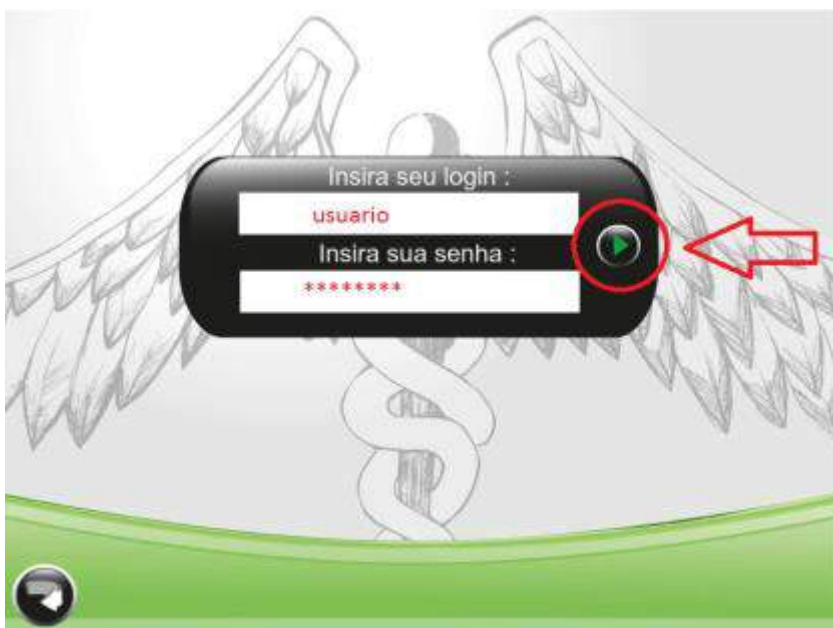 Insira seu login :
usuario
Insira sua senha :
********